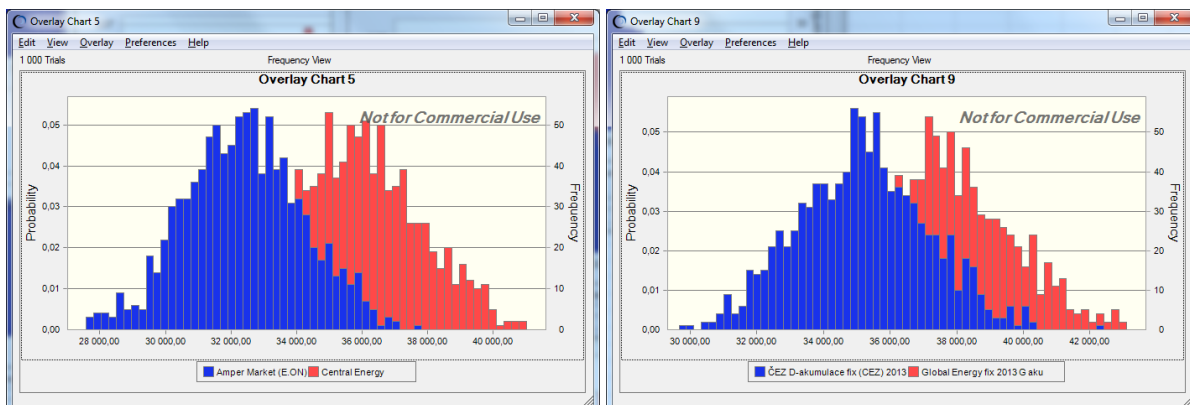 Overlay Chart 5
Edit View Overlay Preferences Help
1 000 Trials Frequency View
Overlay Chart 5
Not for Commercial Use
Probability
0,05
0,04
0,03
0,02
0,01
0,00
Frequency
50
40
30
20
10
0
28 000,00 30 000,00 32 000,00 34 000,00 36 000,00 38 000,00 40 000,00
Amper Market (E.ON) Central Energy
Overlay Chart 9
Edit View Overlay Preferences Help
1 000 Trials Frequency View
Overlay Chart 9
Not for Commercial Use
Probability
0,05
0,04
0,03
0,02
0,01
0,00
Frequency
50
40
30
20
10
0
30 000,00 32 000,00 34 000,00 36 000,00 38 000,00 40 000,00 42 000,00
ČEZ D-akumulace fix (CEZ) 2013 Global Energy fix 2013 G aku